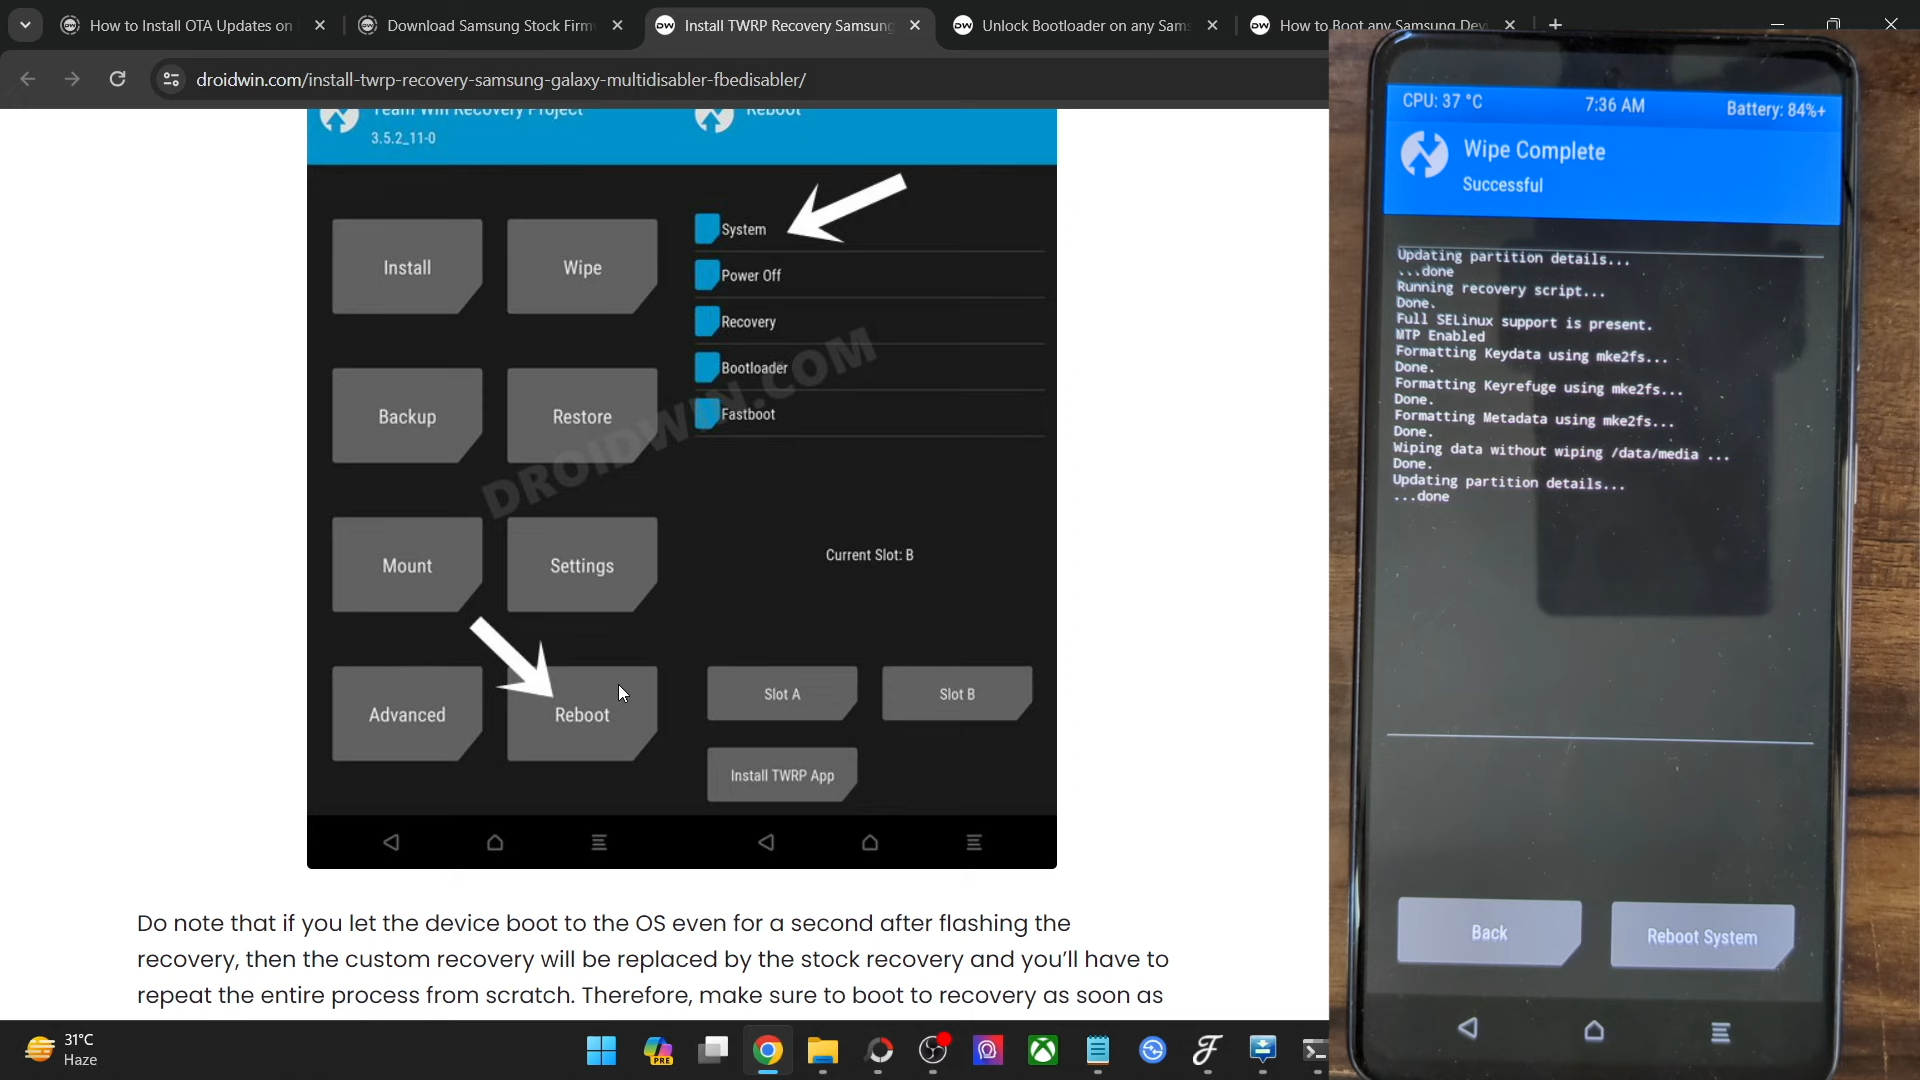 How to Install OTA Updates on
Download Samsung Stock Firm
Install TWRP Recovery Samsung
Unlock Bootloader on any Sam
How to Boot any Samsung Dev
droidwin.com/install-twrp-recovery-samsung-galaxy-multidisabler-fbedisabler/
Team Win Recovery Project
3.5.2_11-0
Reboot
Install
Wipe
Backup
Restore
Mount
Settings
Advanced
Reboot
System
Power Off
Recovery
Bootloader
Fastboot
DROIDWIN.COM
Current Slot: B
Slot A
Slot B
Install TWRP App
Do note that if you let the device boot to the OS even for a second after flashing the
recovery, then the custom recovery will be replaced by the stock recovery and you'll have to
repeat the entire process from scratch. Therefore, make sure to boot to recovery as soon as
31°C
Haze
PRE
CPU: 37 °C
7:36 AM
Battery: 84%+
Wipe Complete
Successful
Updating partition details...
...done
Running recovery script...
Done.
Full SELinux support is present.
MTP Enabled
Formatting Keydata using mke2fs...
Done.
Formatting Keyrefuge using mke2fs...
Done.
Formatting Metadata using mke2fs...
Done.
Wiping data without wiping /data/media ...
Done.
Updating partition details...
...done
Back
Reboot System